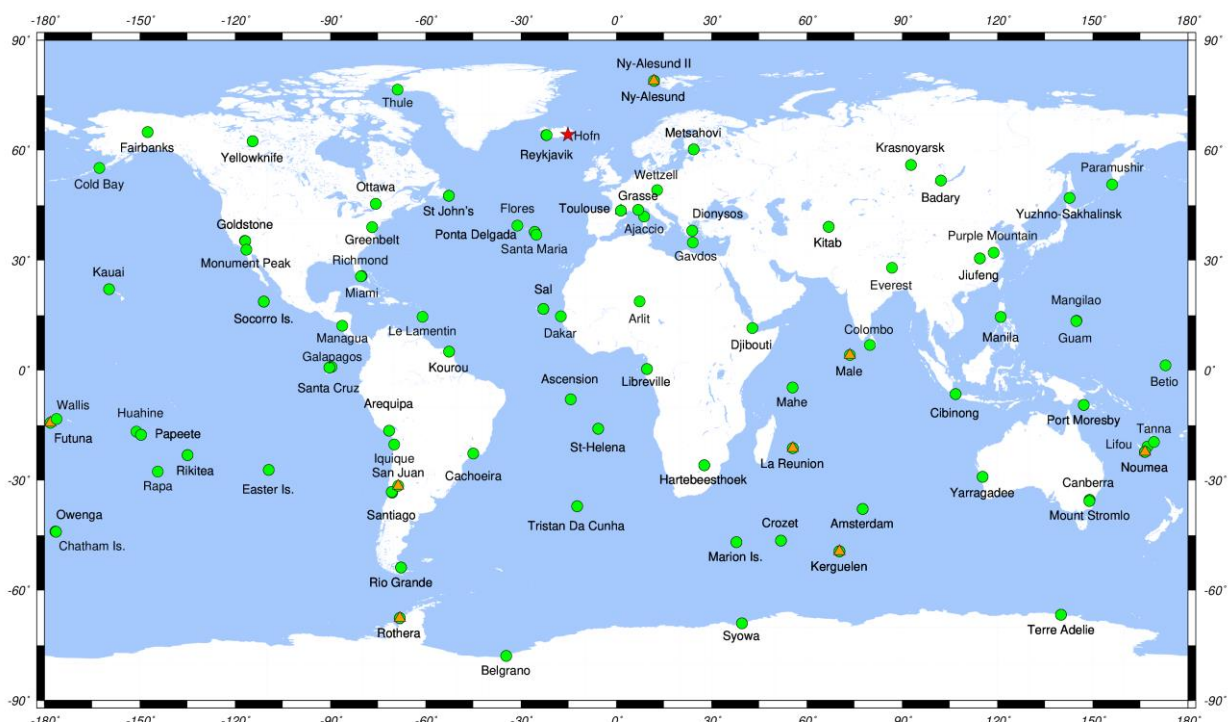 -180˚ -150˚ -120˚ -90˚ -60˚ -30˚ 0˚ 30˚ 60˚ 90˚ 120˚ 150˚ 180˚
90˚ 90˚
Ny-Alesund II
Ny-Alesund
Thule
Hofn
Metsahovi
Fairbanks
Reykjavik
Krasnoyarsk
60˚ 60˚
Yellowknife
Paramushir
Wettzell
Cold Bay
Ottawa
Badary
Grasse
St John's
Flores
Toulouse
Dionysos
Yuzhno-Sakhalinsk
Goldstone
Ponta Delgada
Ajaccio
Greenbelt
Santa Maria
Kitab
Purple Mountain
Gavdos
Monument Peak
Richmond
30˚ 30˚
Kauai
Jiufeng
Everest
Miami
Sal
Mangilao
Socorro Is.
Arlit
Le Lamentin
Dakar
Colombo
Managua
Manila
Guam
Djibouti
Galapagos
Kourou
Male
0˚ 0˚
Santa Cruz
Ascension
Libreville
Betio
Mahe
Arequipa
Wallis
Huahine
Cibinong
Port Moresby
Tanna
Futuna
Papeete
St-Helena
Lifou
Iquique
La Reunion
Noumea
Rikitea
San Juan
Cachoeira
Hartebeesthoek
30˚ -30˚
Rapa
Easter Is.
Canberra
Yarragadee
Owenga
Santiago
Mount Stromlo
Tristan Da Cunha
Crozet
Amsterdam
Chatham Is.
Marion Is.
Kerguelen
Rio Grande
-60˚ -60˚
Rothera
Syowa
Terre Adelie
Belgrano
-90˚ -90˚
-180˚ -150˚ -120˚ -90˚ -60˚ -30˚ 0˚ 30˚ 60˚ 90˚ 120˚ 150˚ 180˚